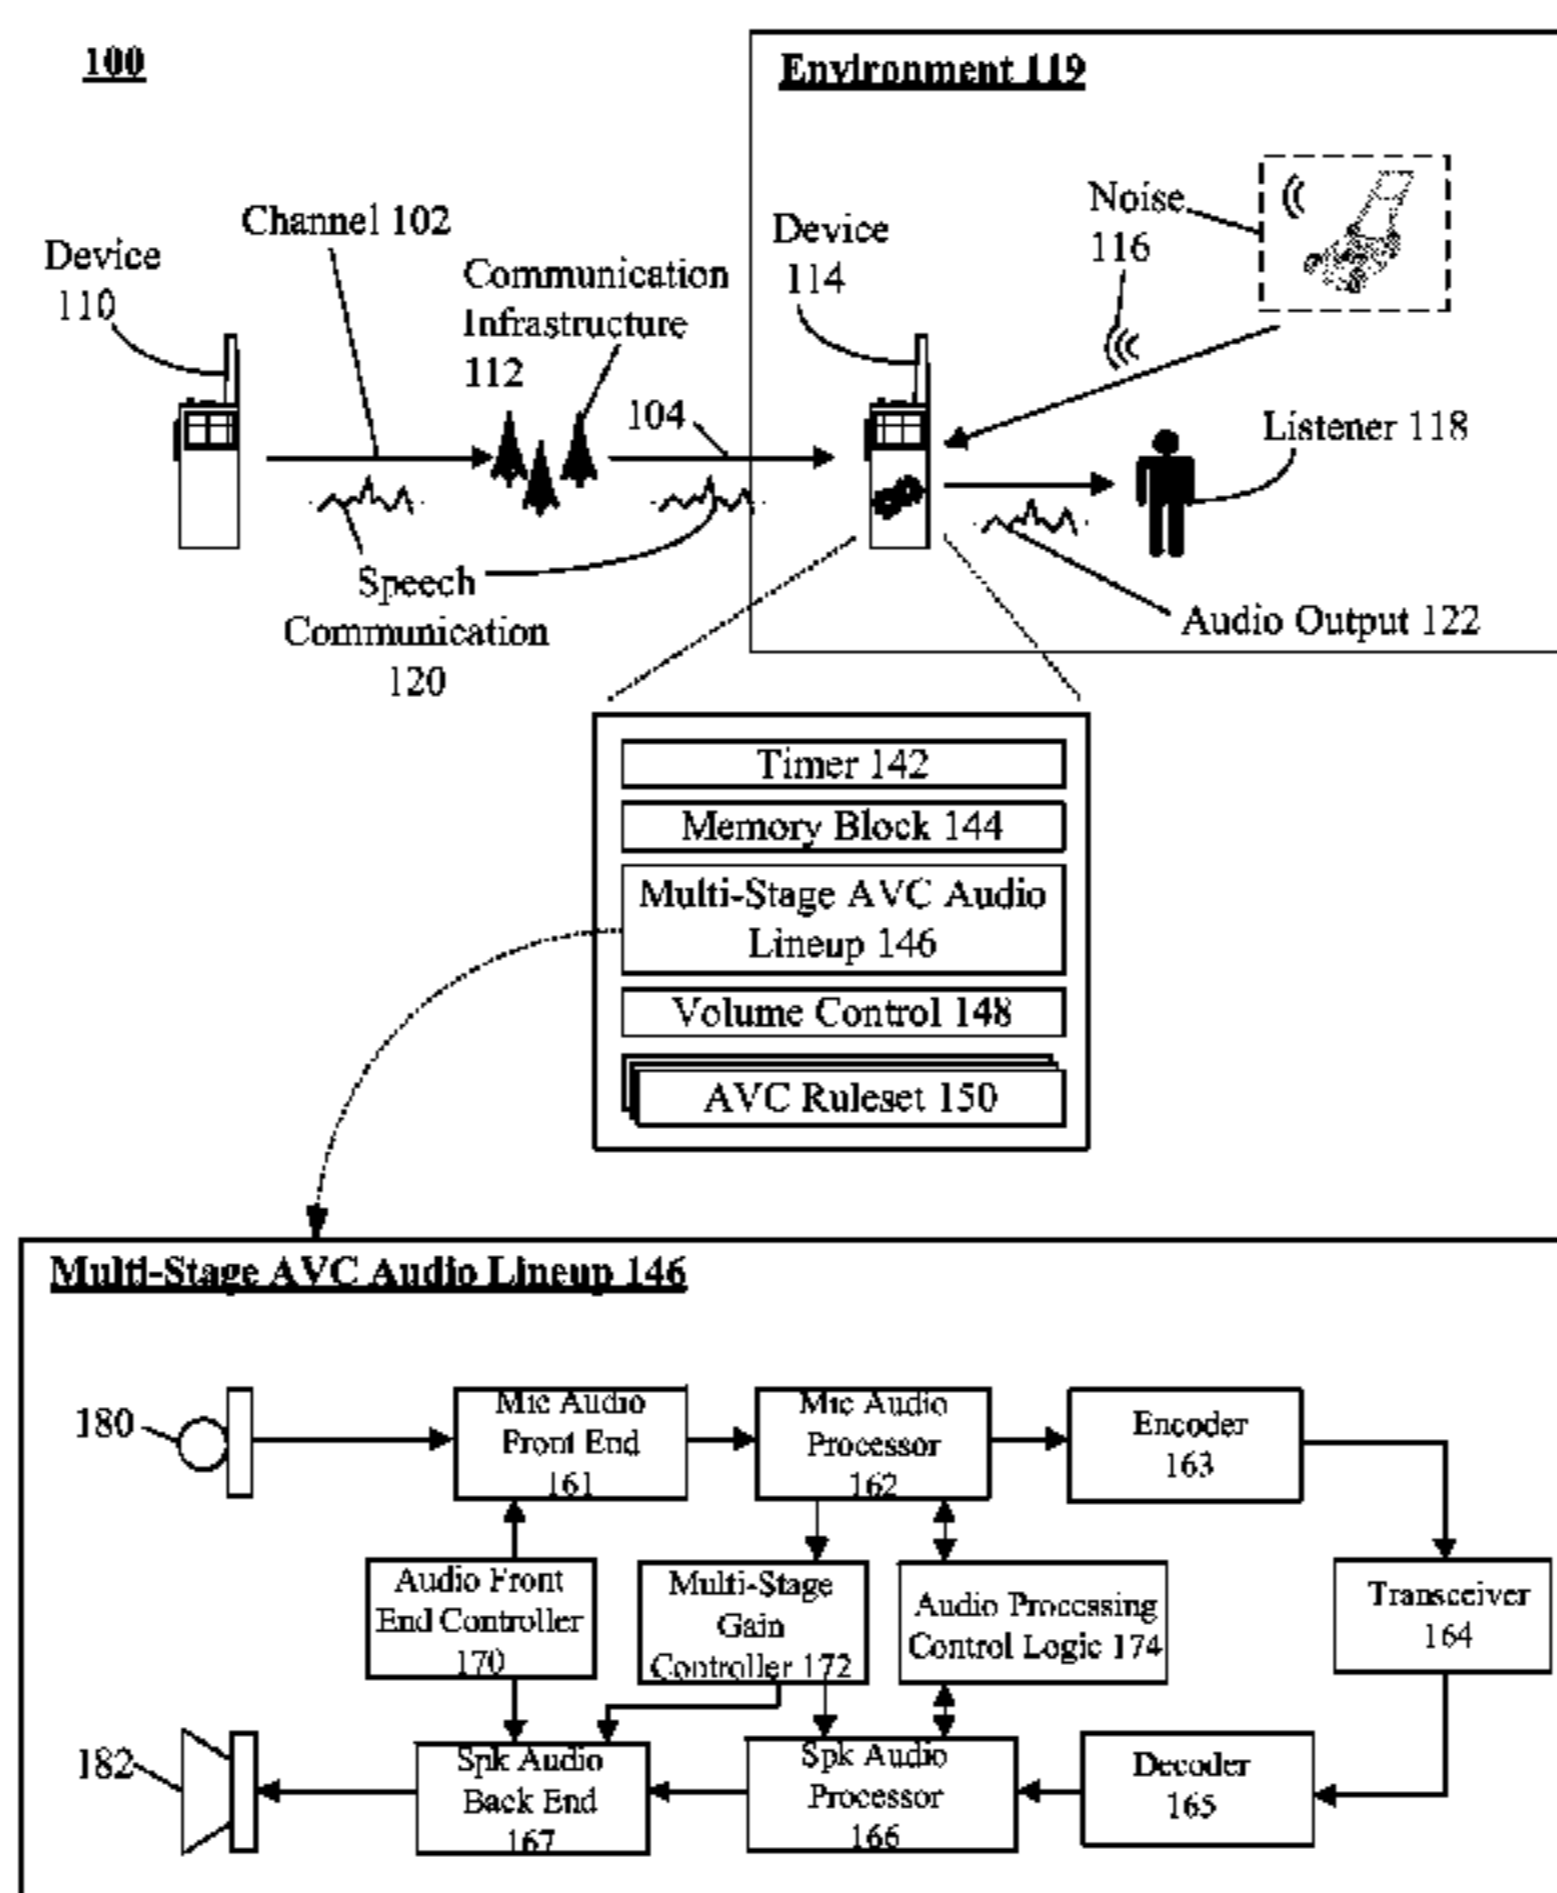 100
Environment 119
Channel 102
Device
110
Communication
Infrastructure
112
104
Device
114
Noise
116
Listener 118
Speech
Communication
120
Audio Output 122
Timer 142
Memory Block 144
Multi-Stage AVC Audio
Lineup 146
Volume Control 148
AVC Ruleset 150
Multi-Stage AVC Audio Lineup 146
180
Mic Audio
Front End
161
Mic Audio
Processor
162
Encoder
163
Audio Front
End Controller
170
Multi-Stage
Gain
Controller 172
Audio Processing
Control Logic 174
Transceiver
164
182
Spk Audio
Back End
167
Spk Audio
Processor
166
Decoder
165